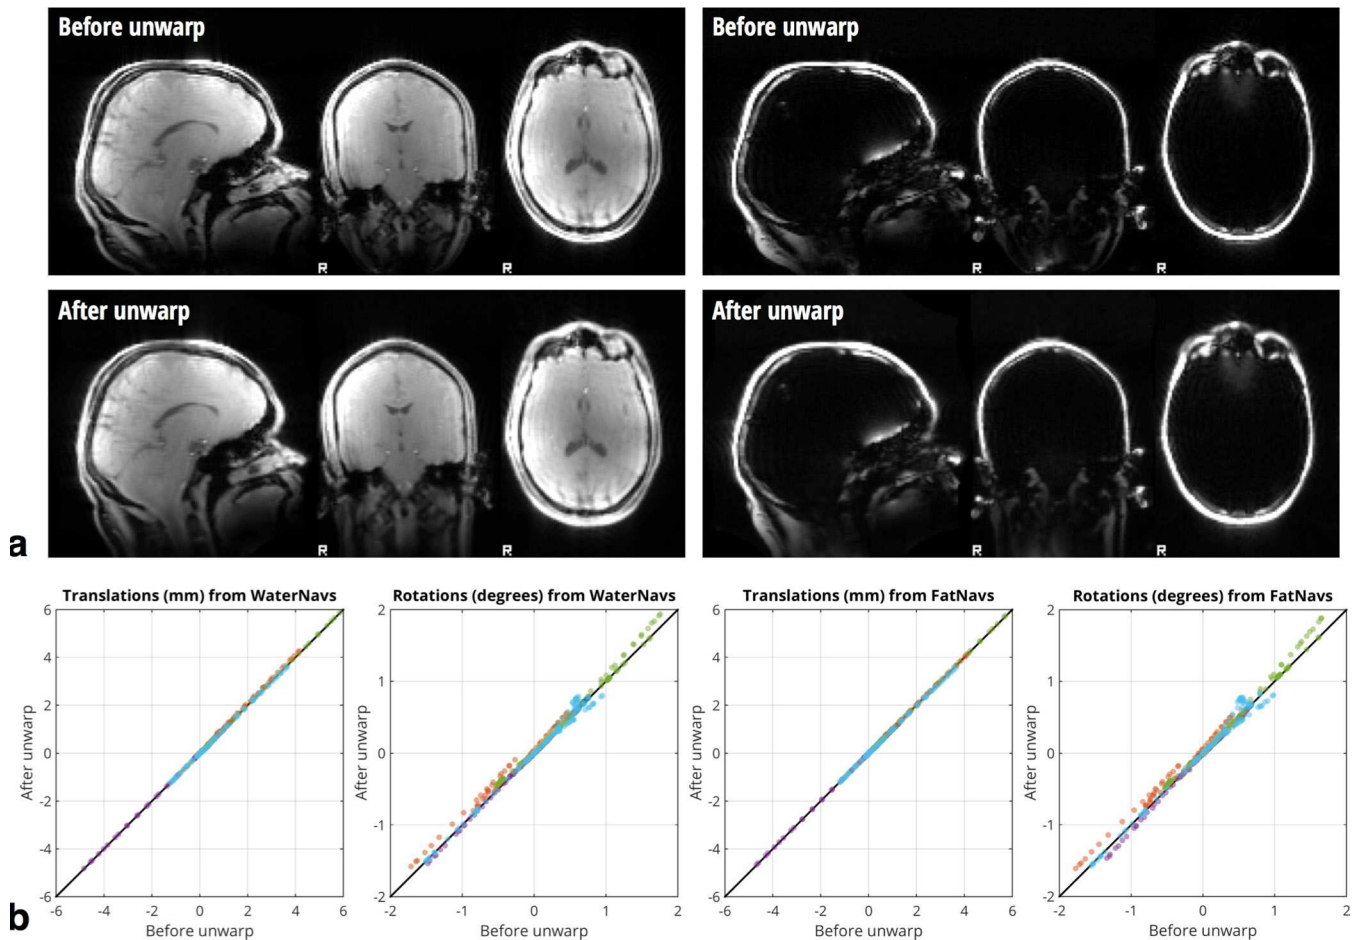 Before unwarp
Before unwarp
R
R
R
R
After unwarp
After unwarp
a
R
R
R
R
Translations (mm) from WaterNavs
Rotations (degrees) from WaterNavs
Translations (mm) from FatNavs
Rotations (degrees) from FatNavs
After unwarp
6
4
2
0
-2
-4
-6
-6
-4
-2
0
2
4
6
Before unwarp
After unwarp
2
1
0
-1
-2
-2
-1
0
1
2
Before unwarp
After unwarp
6
4
2
0
-2
-4
-6
-6
-4
-2
0
2
4
6
Before unwarp
After unwarp
2
1
0
-1
-2
-2
-1
0
1
2
Before unwarp
b